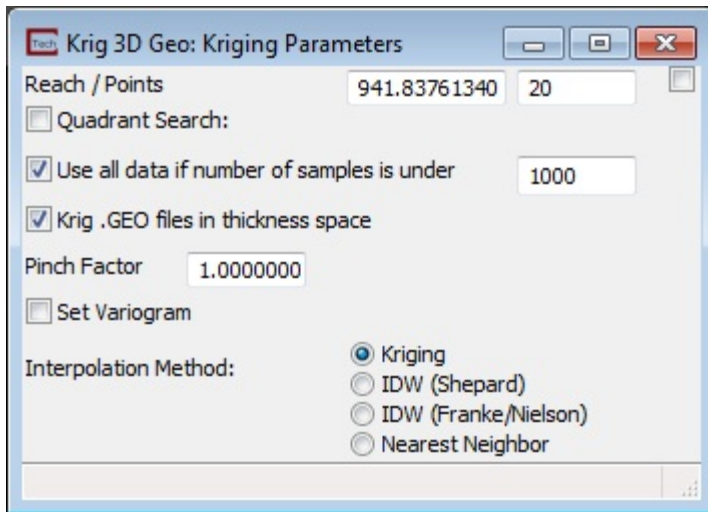 Tech Krig 3D Geo: Kriging Parameters
Reach / Points 941.83761340 20
Quadrant Search:
Use all data if number of samples is under 1000
Krig .GEO files in thickness space
Pinch Factor 1.0000000
Set Variogram
Interpolation Method:
Kriging
IDW (Shepard)
IDW (Franke/Nielson)
Nearest Neighbor